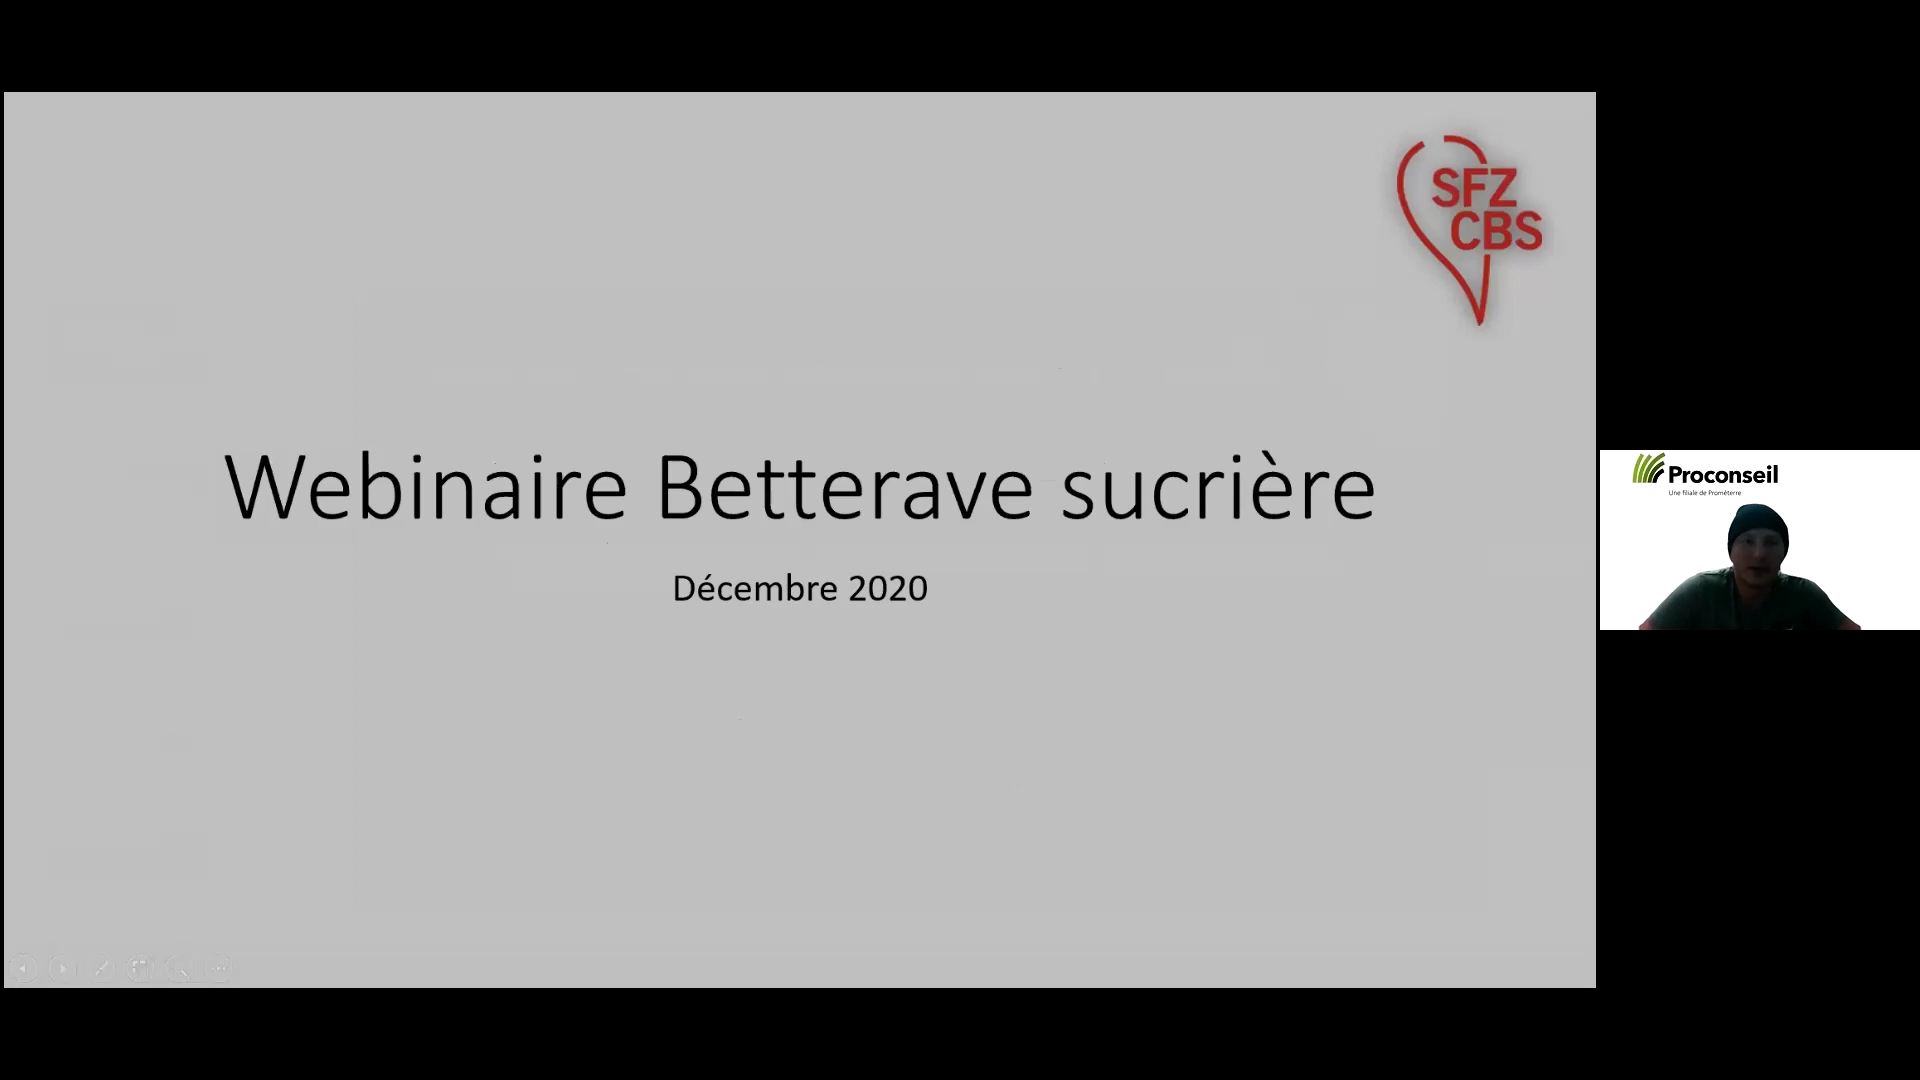 SFZ
CBS
Webinaire Betterave sucrière
Décembre 2020
Proconseil
Une filiale de Prométerre